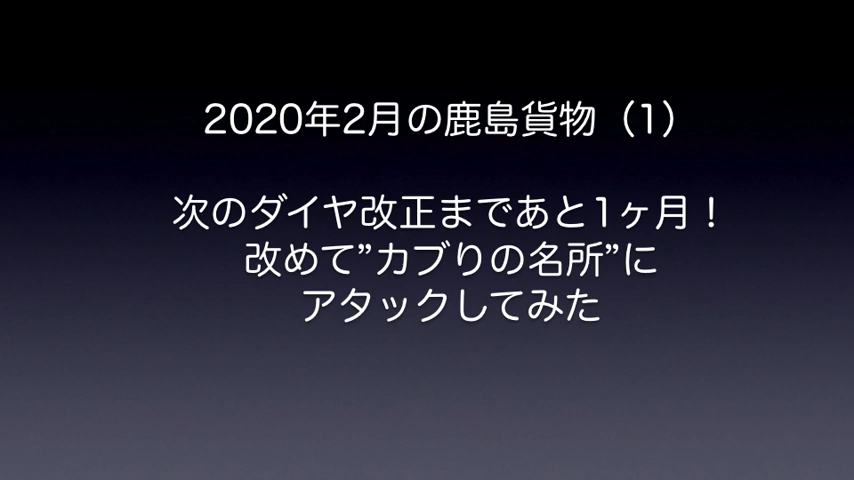 2020年2月の鹿島貨物（1）
次のダイヤ改正まであと1ヶ月！
改めて”カブりの名所”に
アタックしてみた